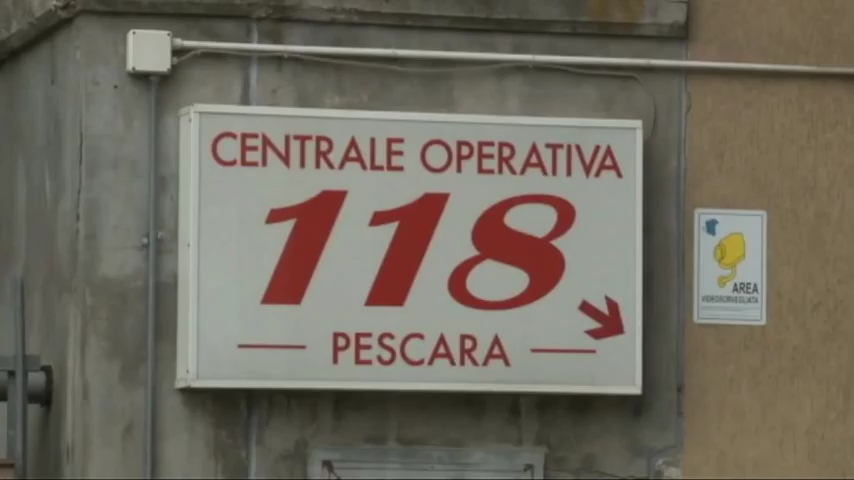 CENTRALE OPERATIVA
118
PESCARA
AREA
VIDEOSORVEGLIATA